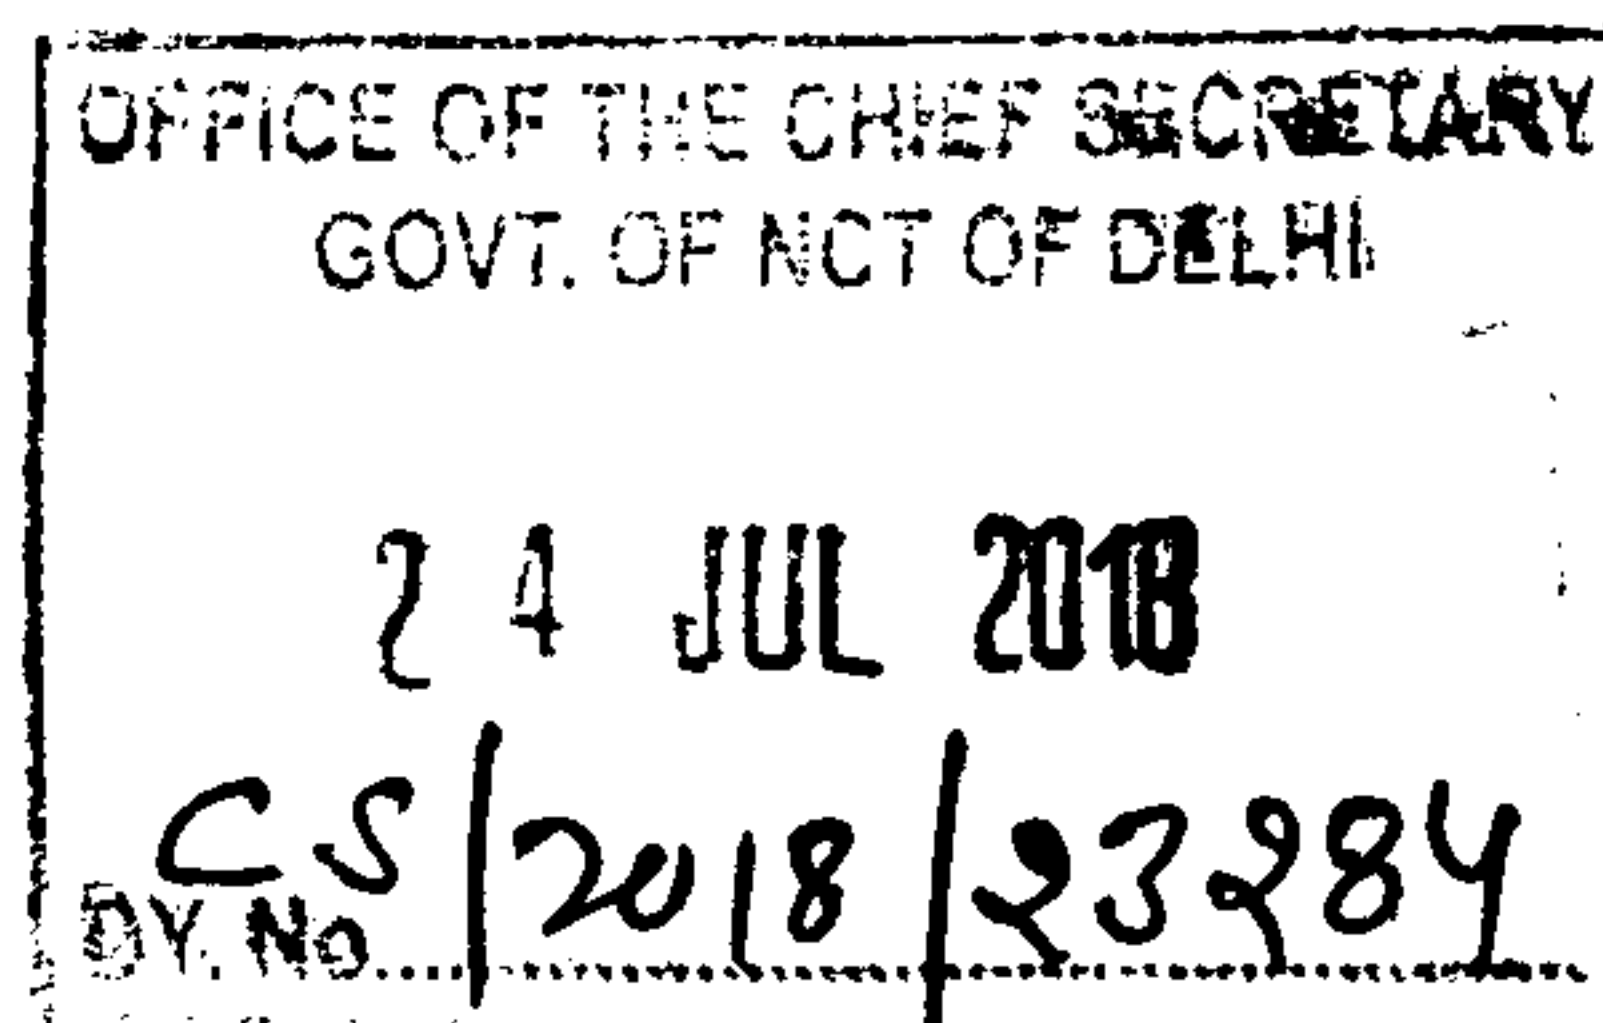 OFFICE OF THE CHIEF SECRETARY
GOVT. OF NCT OF DELHI
24 JUL 2018
CS/2018/23284
DY. No.....................